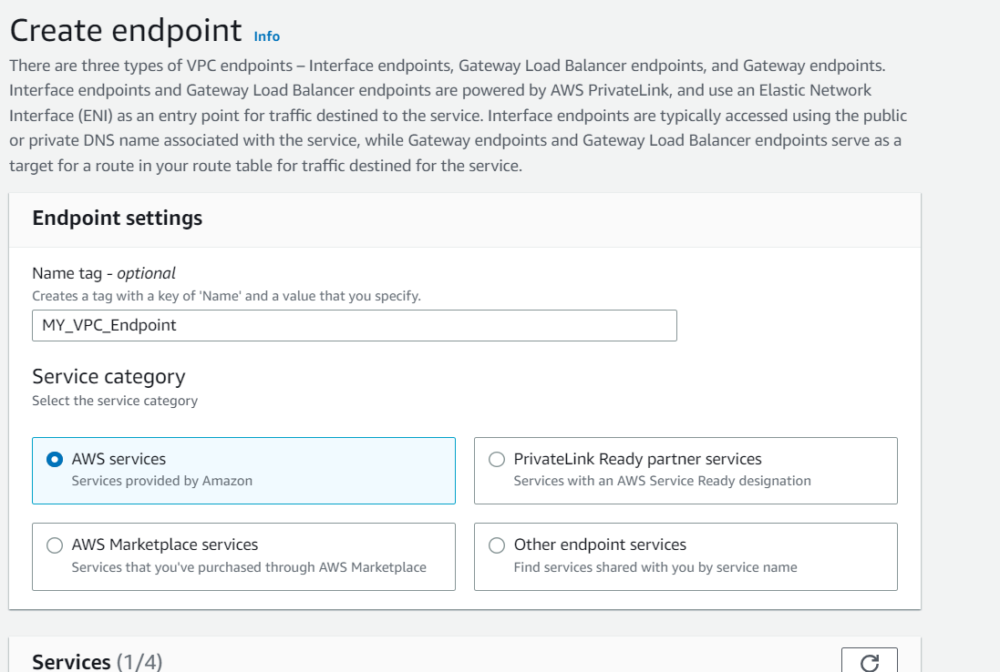 Create endpoint Info
There are three types of VPC endpoints – Interface endpoints, Gateway Load Balancer endpoints, and Gateway endpoints.
Interface endpoints and Gateway Load Balancer endpoints are powered by AWS PrivateLink, and use an Elastic Network
Interface (ENI) as an entry point for traffic destined to the service. Interface endpoints are typically accessed using the public
or private DNS name associated with the service, while Gateway endpoints and Gateway Load Balancer endpoints serve as a
target for a route in your route table for traffic destined for the service.
Endpoint settings
Name tag - optional
Creates a tag with a key of 'Name' and a value that you specify.
MY_VPC_Endpoint
Service category
Select the service category
AWS services
Services provided by Amazon
PrivateLink Ready partner services
Services with an AWS Service Ready designation
AWS Marketplace services
Services that you've purchased through AWS Marketplace
Other endpoint services
Find services shared with you by service name
Services (1/4)